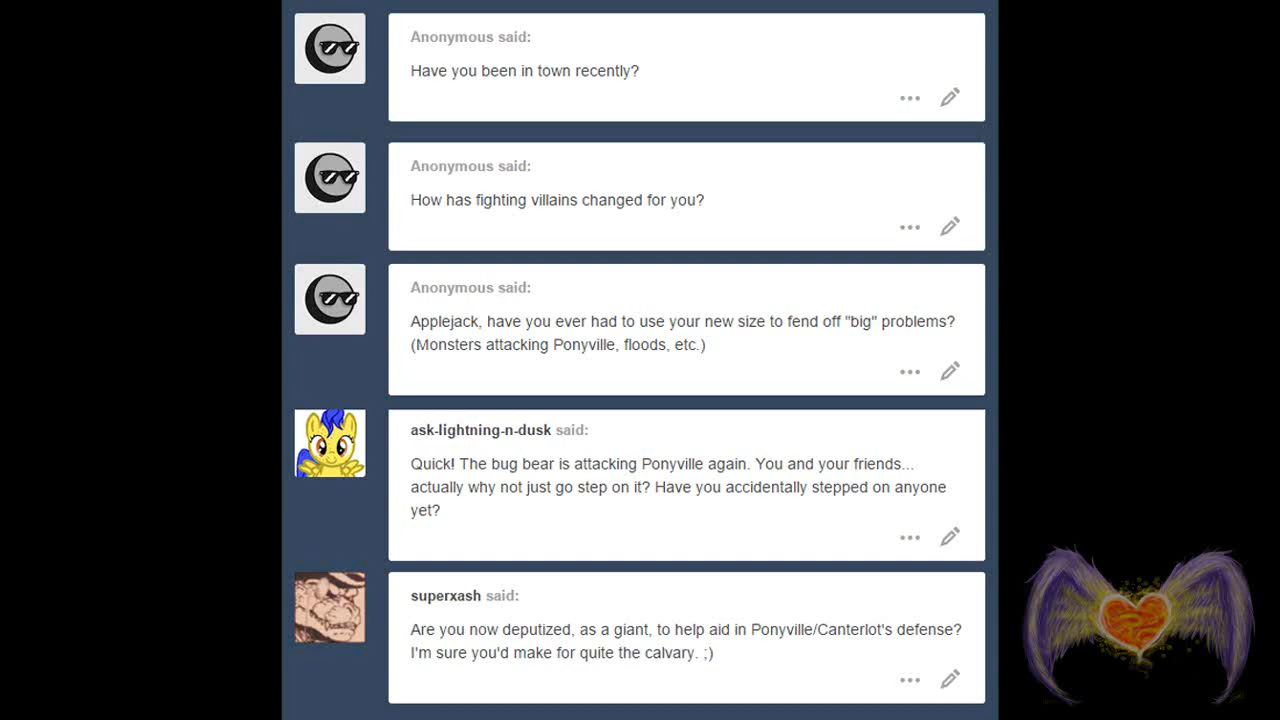 Anonymous said:
Have you been in town recently?
Anonymous said:
How has fighting villains changed for you?
Anonymous said:
Applejack, have you ever had to use your new size to fend off "big" problems?
(Monsters attacking Ponyville, floods, etc.)
ask-lightning-n-dusk said:
Quick! The bug bear is attacking Ponyville again. You and your friends...
actually why not just go step on it? Have you accidentally stepped on anyone
yet?
superxash said:
Are you now deputized, as a giant, to help aid in Ponyville/Canterlot's defense?
I'm sure you'd make for quite the calvary. ;)